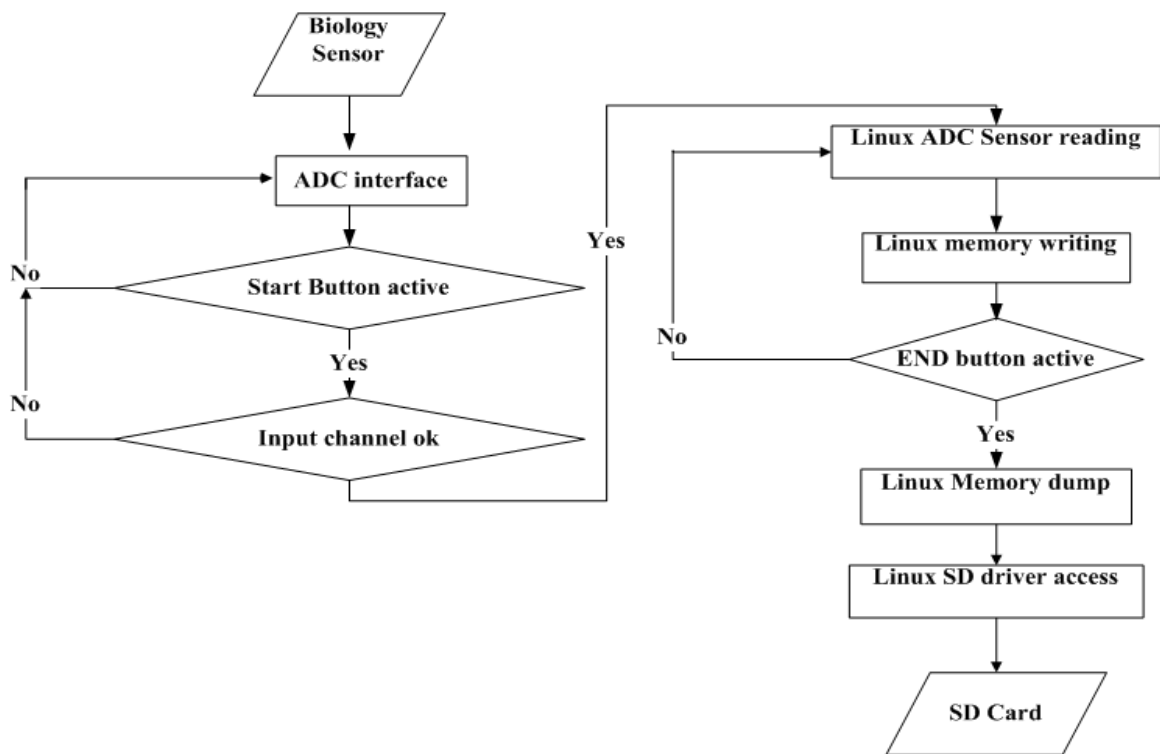 Biology
Sensor
ADC interface
No
Start Button active
Yes
No
Input channel ok
Yes
Linux ADC Sensor reading
Linux memory writing
No
END button active
Yes
Linux Memory dump
Linux SD driver access
SD Card